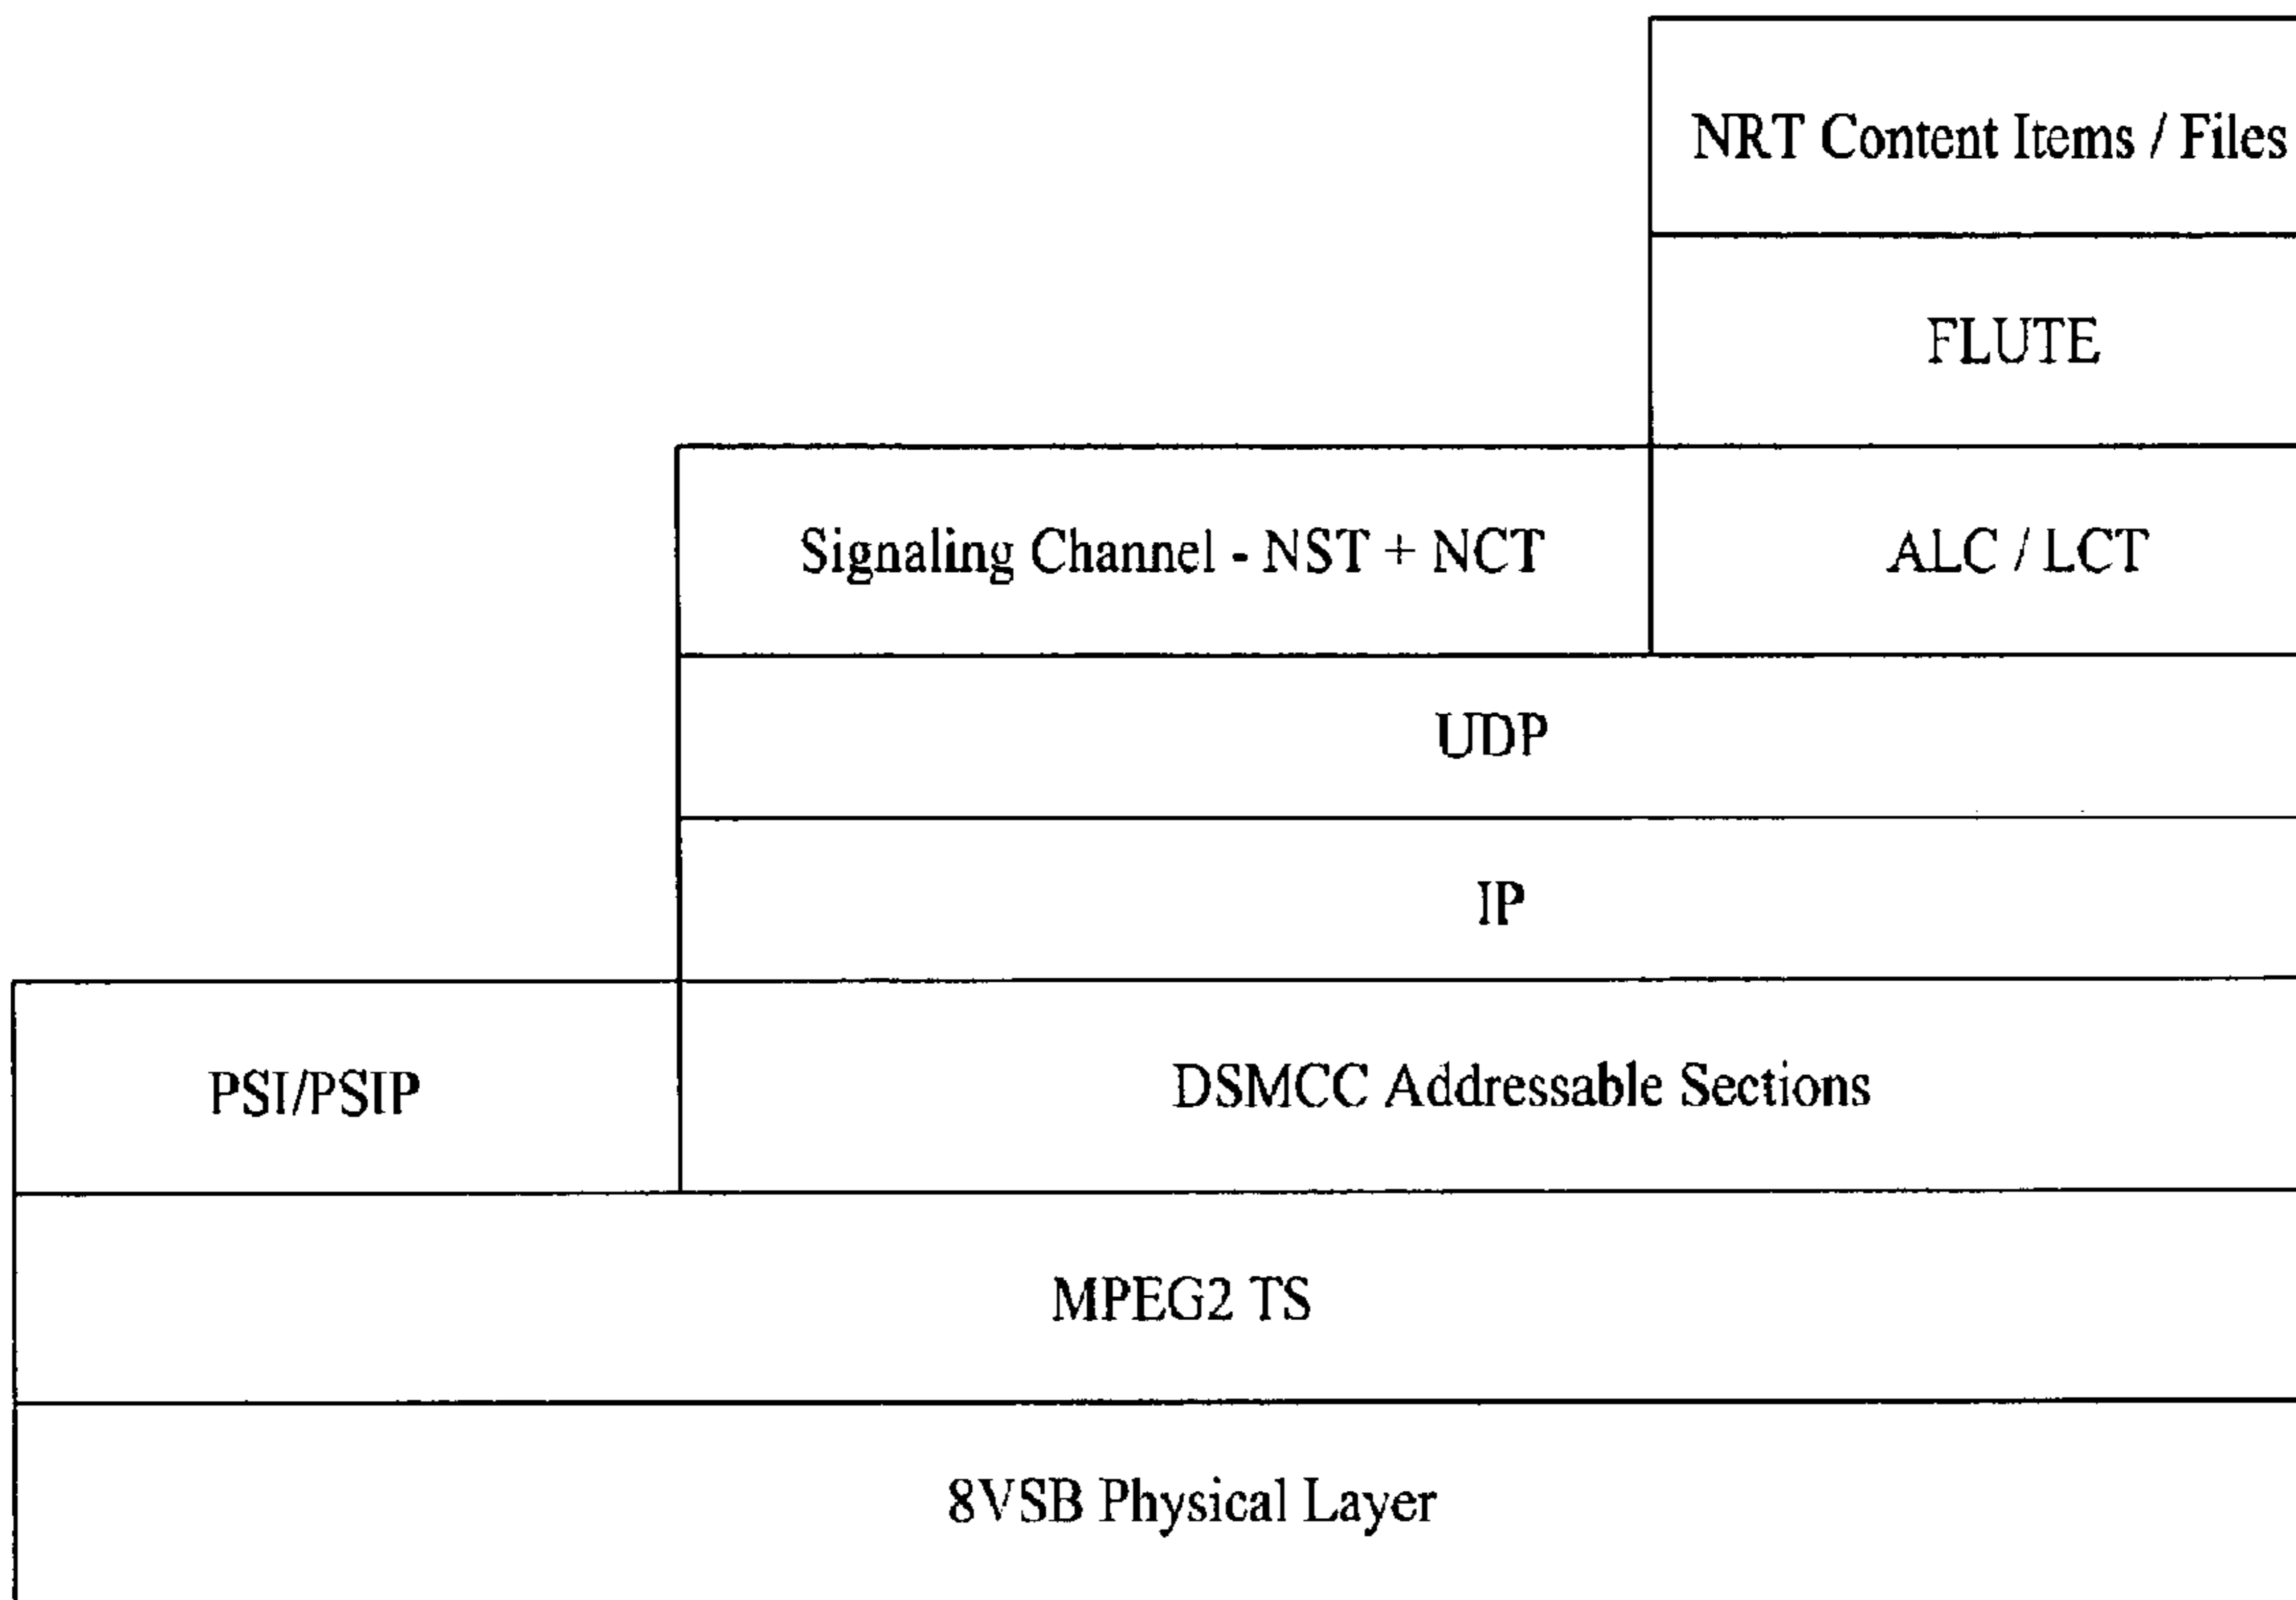 NRT Content Items / Files
FLUTE
Signaling Channel - NST + NCT
ALC / LCT
UDP
IP
PSI/PSIP
DSMCC Addressable Sections
MPEG2 TS
8VSB Physical Layer